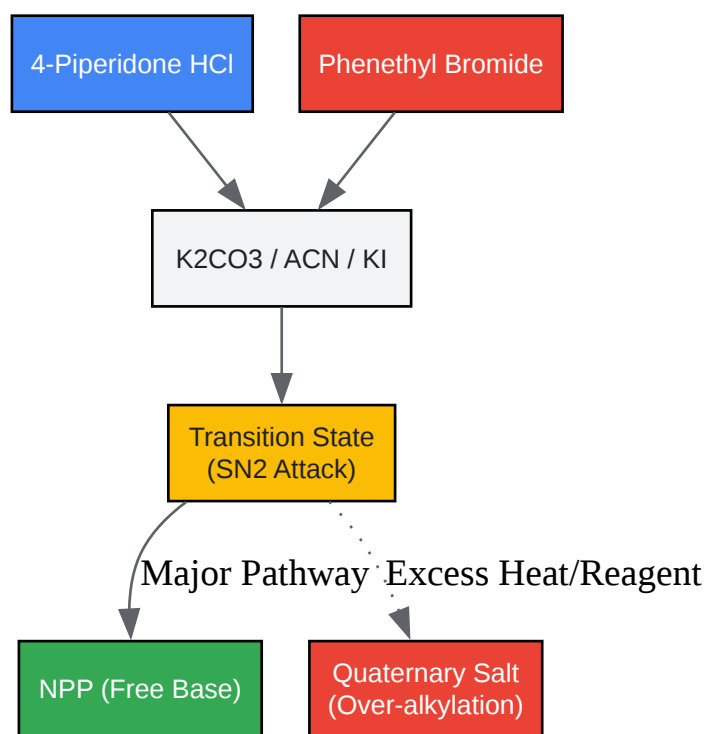 4-Piperidone HCl
Phenethyl Bromide
K2CO3 / ACN / KI
Transition State
(SN2 Attack)
Major Pathway
Excess Heat/Reagent
NPP (Free Base)
Quaternary Salt
(Over-alkylation)